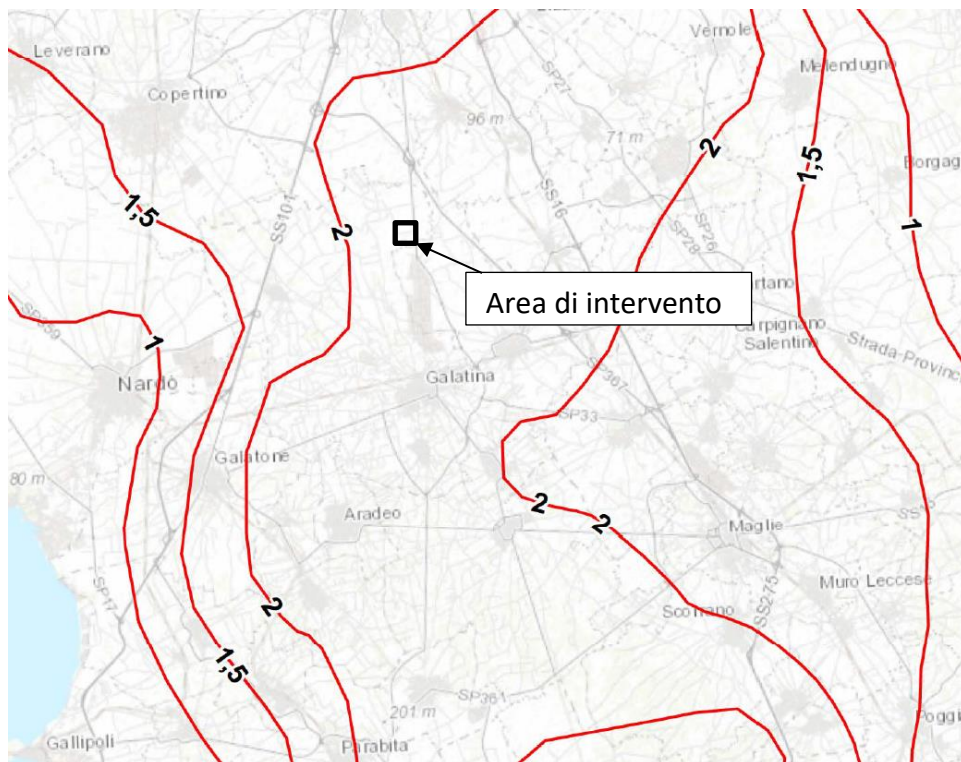 Leverano
Copertino
Vernole
Melendugno
SP27
96 m
71 m
Borgag
1,5
2
1,5
SS101
SS16
SP28
SP26
2
2
1
Area di intervento
rtano
Carpignano
Salentino
Strada-Provinc
SP359
1
Nardò
Galatina
SP367
SP33
Galatone
80 m
Aradeo
2
2
Maglie
SP17
2
SS275
Muro Leccese
Scorrano
1,5
SP361
201 m
Poggi
Gallipoli
Parabita